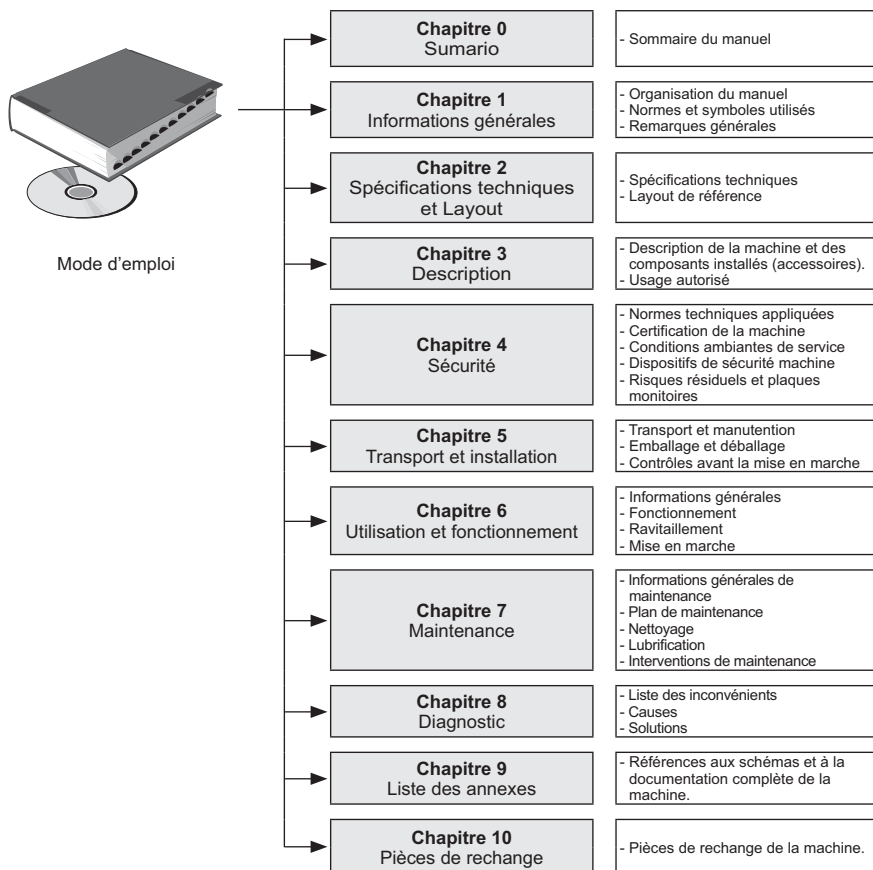 Mode d'emploi
Chapitre 0
Sumario
- Sommaire du manuel
Chapitre 1
Informations générales
- Organisation du manuel
- Normes et symboles utilisés
- Remarques générales
Chapitre 2
Spécifications techniques
et Layout
- Spécifications techniques
- Layout de référence
Chapitre 3
Description
- Description de la machine et des
composants installés (accessoires).
- Usage autorisé
Chapitre 4
Sécurité
- Normes techniques appliquées
- Certification de la machine
- Conditions ambiantes de service
- Dispositifs de sécurité machine
- Risques résiduels et plaques
monitoires
Chapitre 5
Transport et installation
- Transport et manutention
- Emballage et déballage
- Contrôles avant la mise en marche
Chapitre 6
Utilisation et fonctionnement
- Informations générales
- Fonctionnement
- Ravitaillement
- Mise en marche
Chapitre 7
Maintenance
- Informations générales de
maintenance
- Plan de maintenance
- Nettoyage
- Lubrification
- Interventions de maintenance
Chapitre 8
Diagnostic
- Liste des inconvénients
- Causes
- Solutions
Chapitre 9
Liste des annexes
- Références aux schémas et à la
documentation complète de la
machine.
Chapitre 10
Pièces de rechange
- Pièces de rechange de la machine.